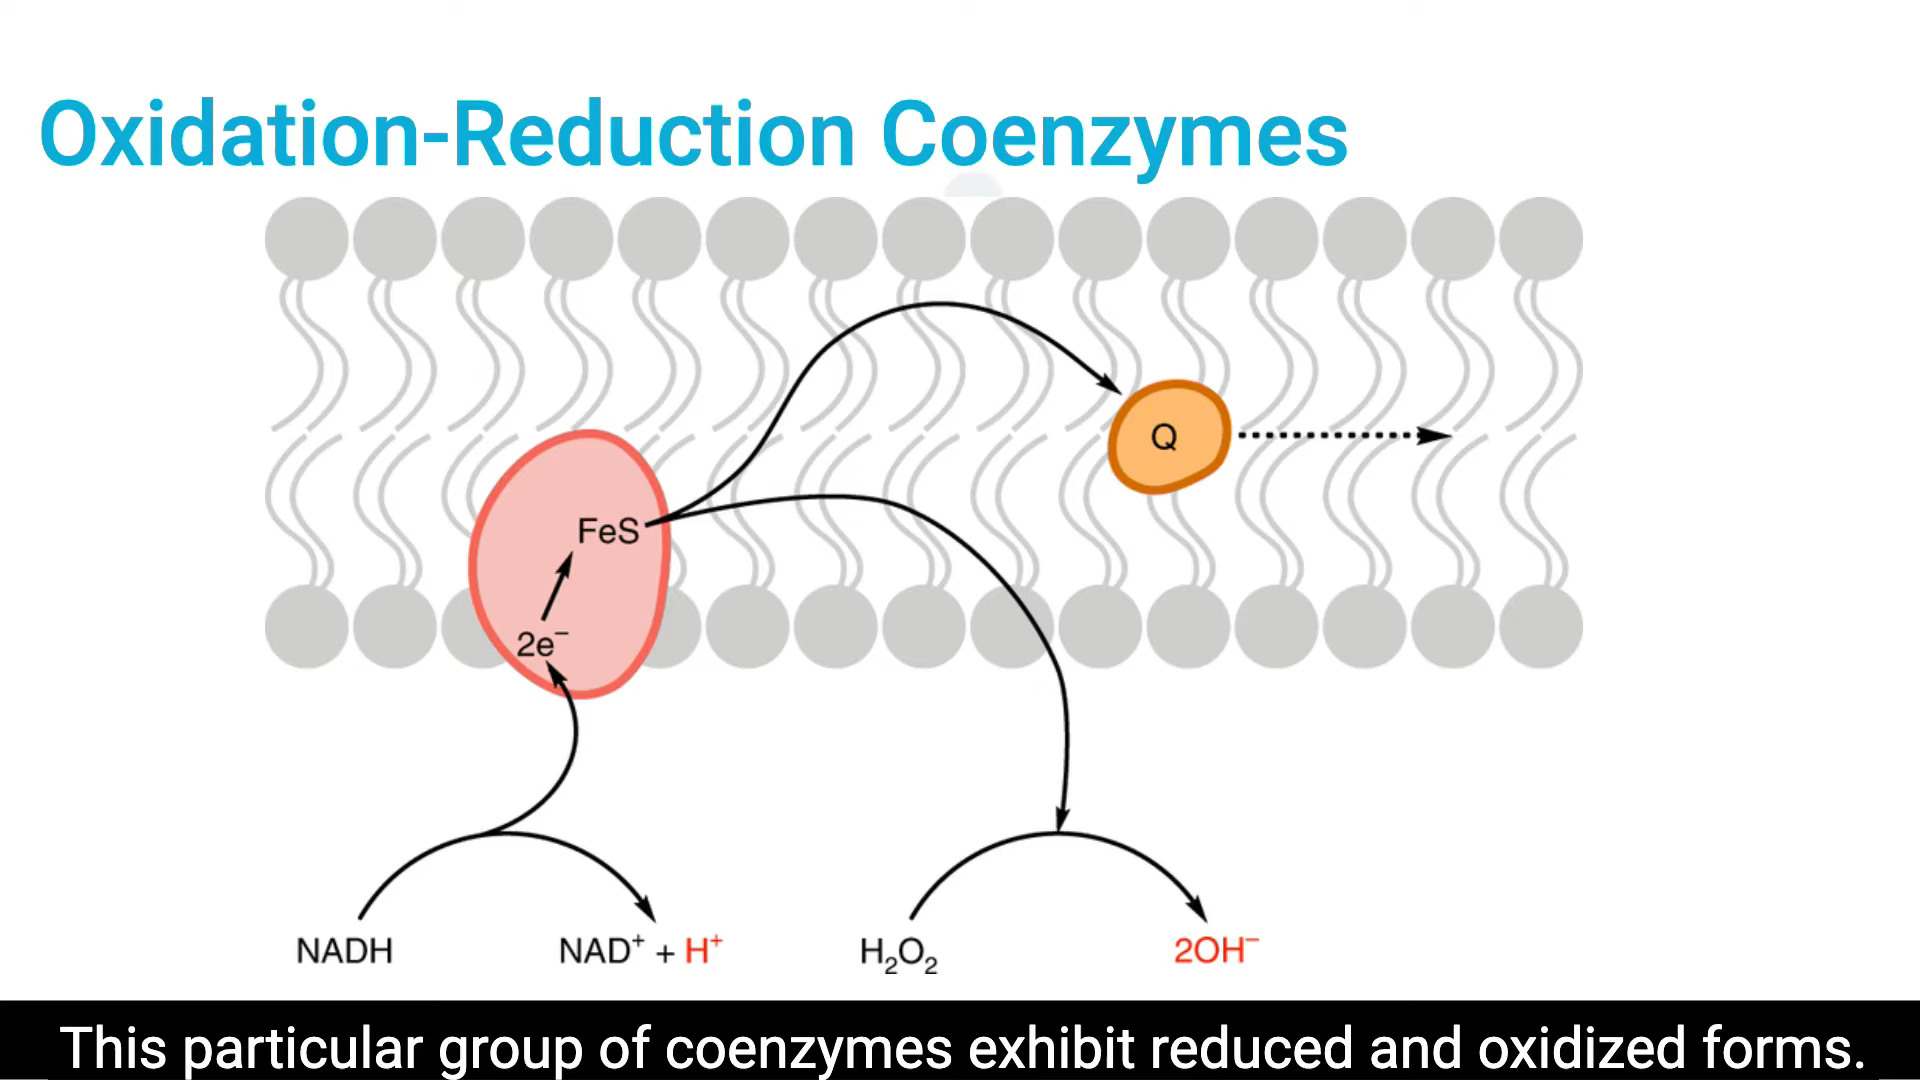 Oxidation-Reduction Coenzymes
Q
FeS
2e⁻
NADH
NAD⁺ + H⁺
H₂O₂
2OH⁻
This particular group of coenzymes exhibit reduced and oxidized forms.